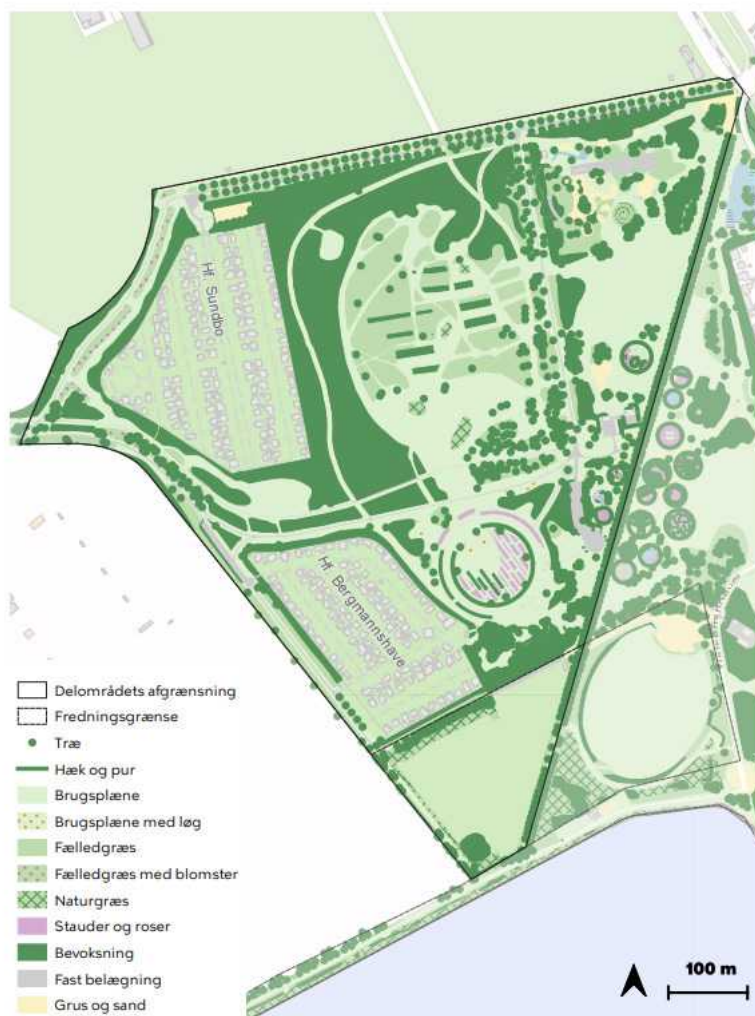 Hf. Sundbo
Hf. Bergmannshave
Delområdets afgrænsning
Fredningsgrænse
Træ
Hæk og pur
Brugsplæne
Brugsplæne med løg
Fælledgræs
Fælledgræs med blomster
Naturgræs
Stauder og roser
Bevoksning
Fast belægning
Grus og sand
100 m